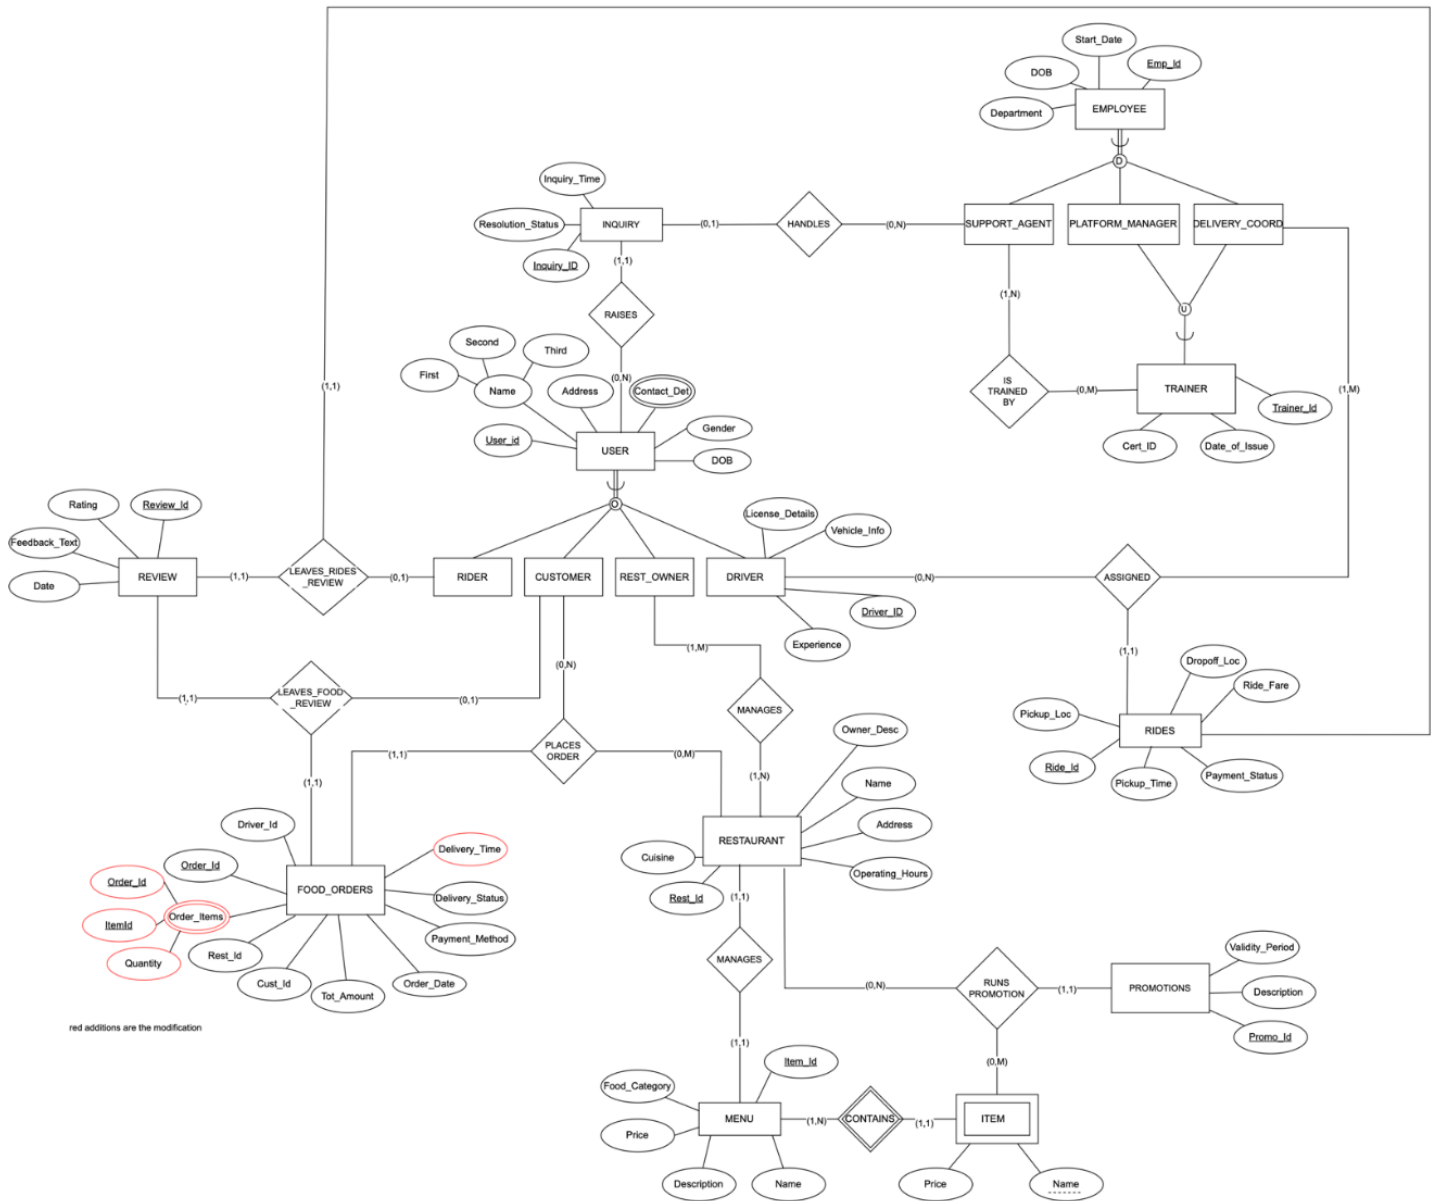 Start_Date
DOB
Emp_Id
Department
EMPLOYEE
D
Inquiry_Time
Resolution_Status
INQUIRY
(0,1)
HANDLES
(0,N)
SUPPORT_AGENT
PLATFORM_MANAGER
DELIVERY_COORD
Inquiry_ID
(1,1)
(1,N)
U
RAISES
Second
Third
First
Name
Address
(0,N)
Contact_Det
(1,1)
IS
TRAINED
BY
(0,M)
TRAINER
(1,M)
Trainer_Id
Cert_ID
Date_of_Issue
User_id
USER
Gender
DOB
O
Rating
Review_Id
License_Details
Vehicle_Info
Feedback_Text
Date
REVIEW
(1,1)
LEAVES_RIDES
_REVIEW
(0,1)
RIDER
CUSTOMER
REST_OWNER
DRIVER
(0,N)
ASSIGNED
Driver_ID
Experience
(1,M)
(0,N)
(1,1)
Dropoff_Loc
Ride_Fare
Pickup_Loc
RIDES
Ride_Id
Pickup_Time
Payment_Status
(1,1)
LEAVES_FOOD
_REVIEW
(0,1)
MANAGES
(1,1)
PLACES
ORDER
(0,M)
Owner_Desc
(1,1)
(1,N)
Name
Driver_Id
RESTAURANT
Address
Cuisine
Operating_Hours
Rest_Id
Delivery_Time
Order_Id
Order_Id
FOOD_ORDERS
Delivery_Status
Order_Items
ItemId
Payment_Method
Quantity
Rest_Id
Cust_Id
Tot_Amount
Order_Date
(1,1)
MANAGES
Validity_Period
(0,N)
RUNS
PROMOTION
(1,1)
PROMOTIONS
Description
Promo_Id
red additions are the modification
(1,1)
(0,M)
Item_Id
Food_Category
MENU
(1,N)
CONTAINS
(1,1)
ITEM
Price
Description
Name
Price
Name